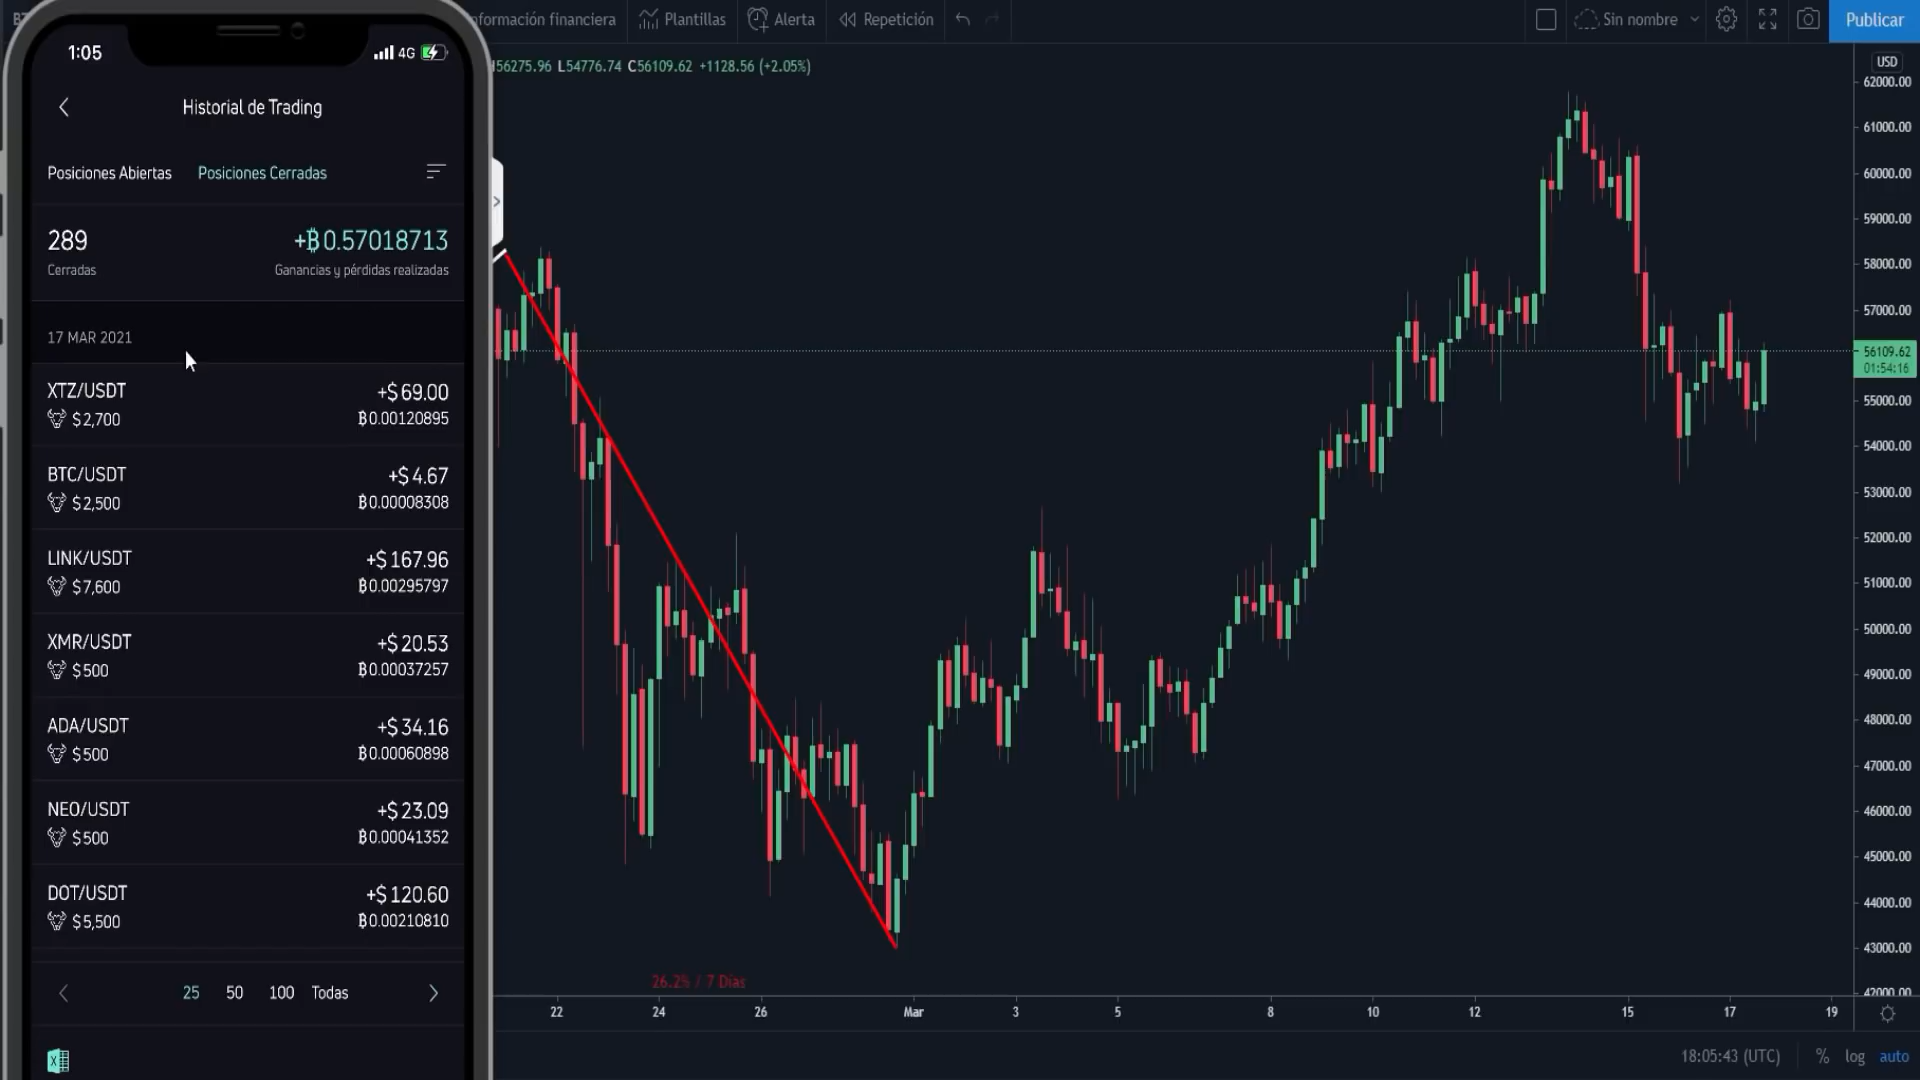 1:05
4G
Historial de Trading
Posiciones Abiertas Posiciones Cerradas
289 +₿0.57018713
Cerradas Ganancias y pérdidas realizadas
17 MAR 2021
XTZ/USDT +$69.00
$2,700 ₿0.00120895
BTC/USDT +$4.67
$2,500 ₿0.00008308
LINK/USDT +$167.96
$7,600 ₿0.00295797
XMR/USDT +$20.53
$500 ₿0.00037257
ADA/USDT +$34.16
$500 ₿0.00060898
NEO/USDT +$23.09
$500 ₿0.00041352
DOT/USDT +$120.60
$5,500 ₿0.00210810
25 50 100 Todas
nformación financiera Plantillas Alerta Repetición Sin nombre Publicar
56275.96 L54776.74 C56109.62 +1128.56 (+2.05%)
USD
62000.00
61000.00
60000.00
59000.00
58000.00
57000.00
56109.62
01:54:16
55000.00
54000.00
53000.00
52000.00
51000.00
50000.00
49000.00
48000.00
47000.00
46000.00
45000.00
44000.00
43000.00
42000.00
26.2% / 7 Días
22 24 26 Mar 3 5 8 10 12 15 17 19
18:05:43 (UTC) % log auto